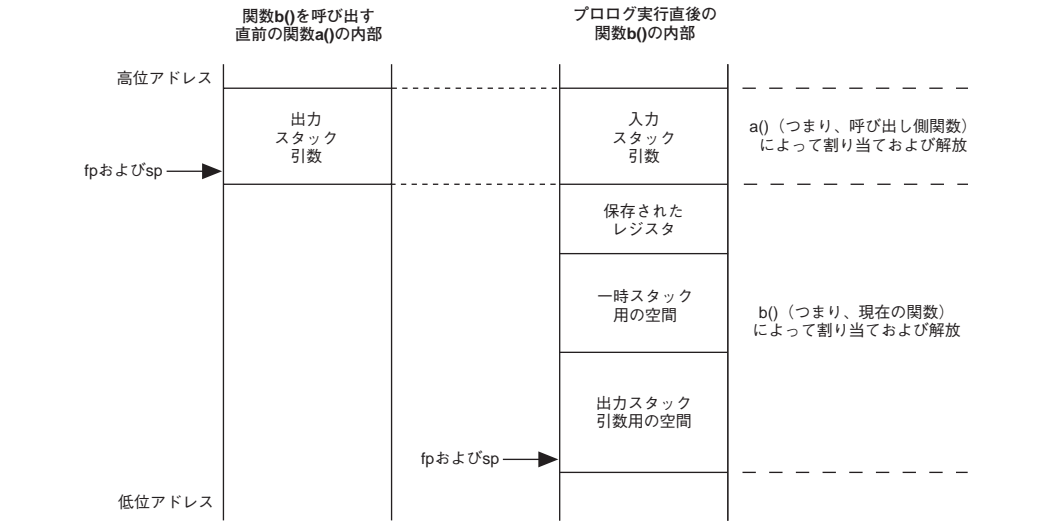 関数b()を呼び出す
直前の関数a()の内部
プロログ実行直後の
関数b()の内部
高位アドレス
出力
スタック
引数
入力
スタック
引数
a()（つまり、呼び出し側関数）
によって割り当ておよび解放
fpおよびsp
保存された
レジスタ
一時スタック
用の空間
b()（つまり、現在の関数）
によって割り当ておよび解放
出力スタック
引数用の空間
fpおよびsp
低位アドレス